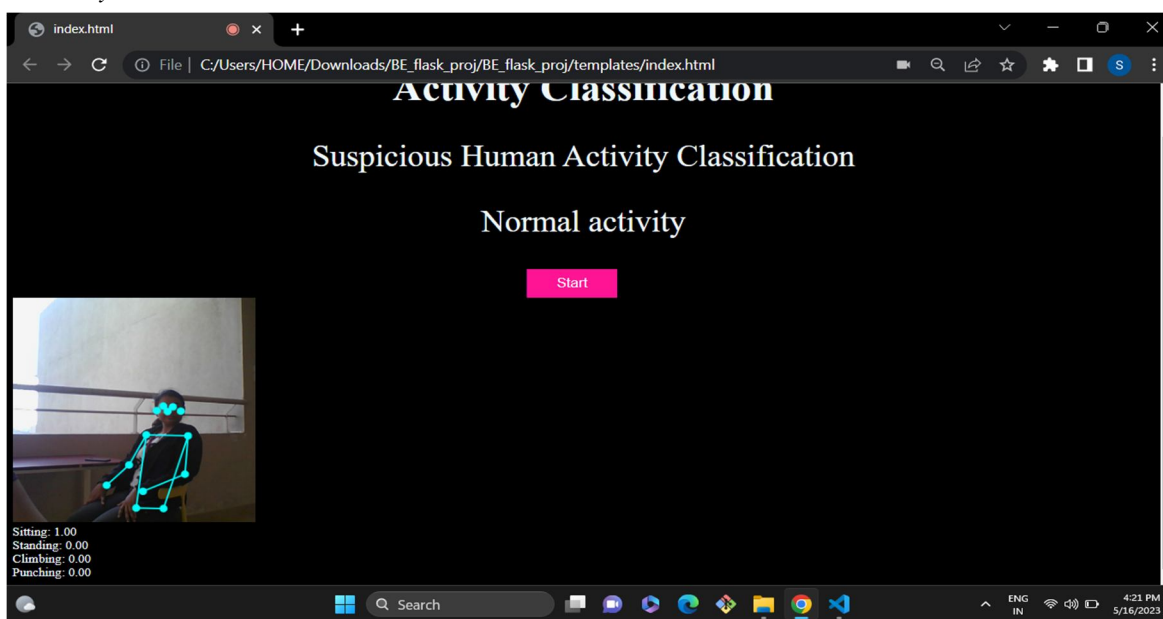 index.html
File | C:/Users/HOME/Downloads/BE_flask_proj/BE_flask_proj/templates/index.html
S
Activity Classification
Suspicious Human Activity Classification
Normal activity
Start
Sitting: 1.00
Standing: 0.00
Climbing: 0.00
Punching: 0.00
Search
ENG
IN
4:21 PM
5/16/2023